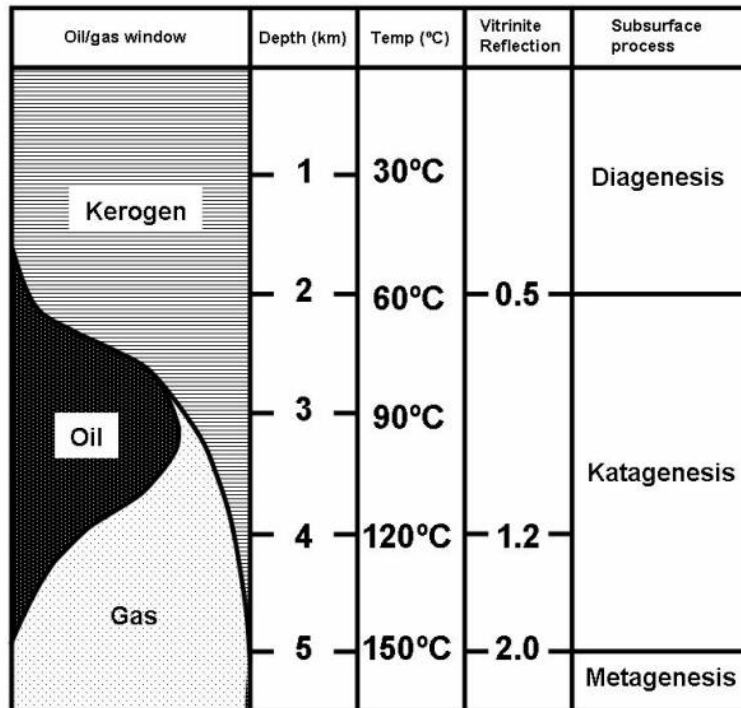 Oil/gas window
Depth (km)
Temp (ºC)
Vitrinite
Reflection
Subsurface
process
Kerogen
Oil
Gas
1
2
3
4
5
30ºC
60ºC
90ºC
120ºC
150ºC
0.5
1.2
2.0
Diagenesis
Katagenesis
Metagenesis